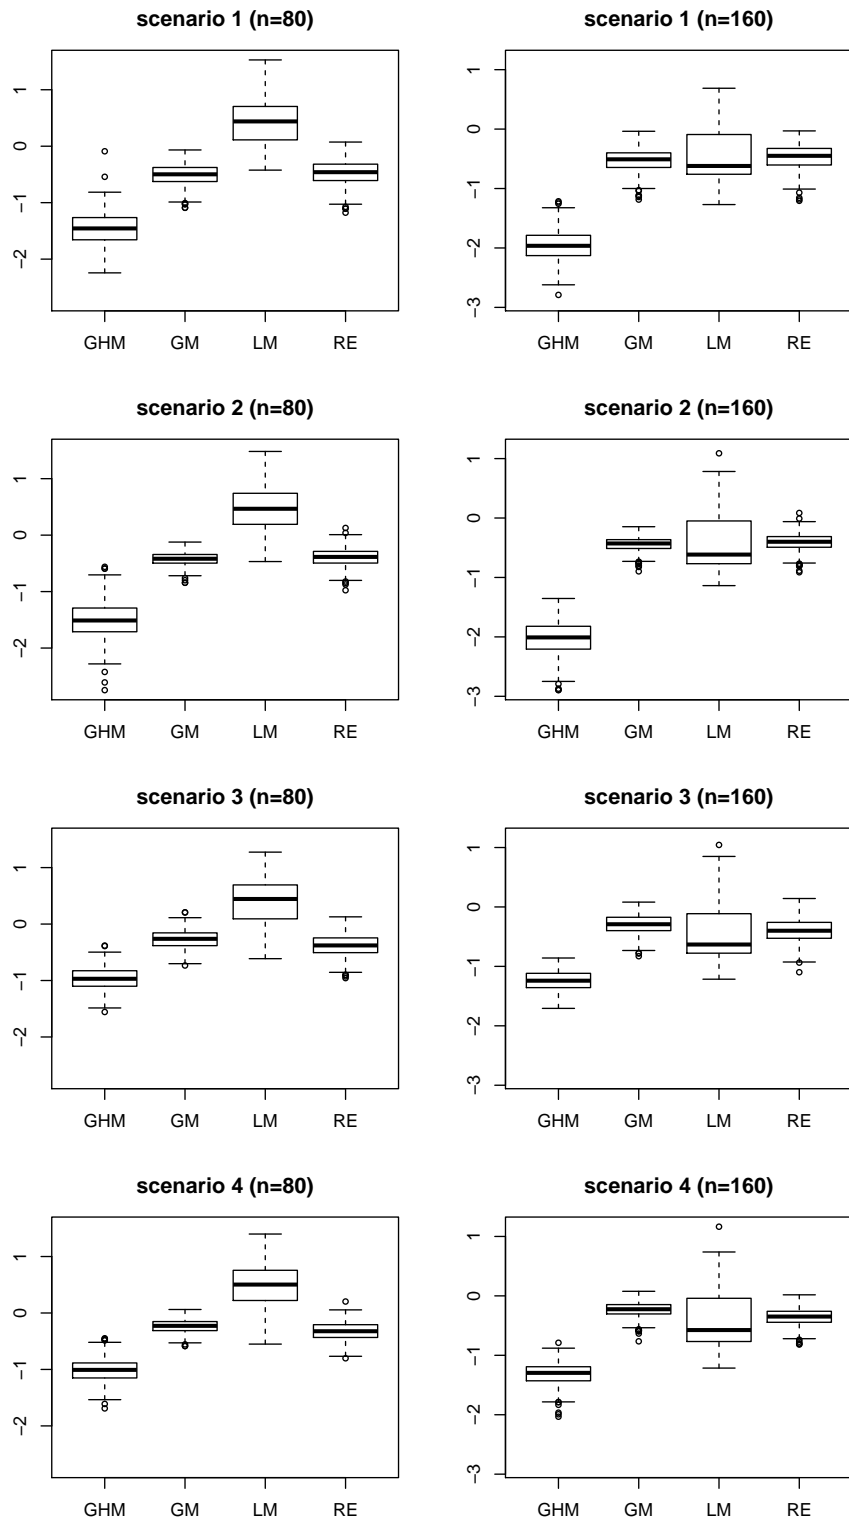 scenario 1 (n=80)
1
0
−1
−2
GHM GM LM RE
scenario 1 (n=160)
1
0
−1
−2
−3
GHM GM LM RE
scenario 2 (n=80)
1
0
−1
−2
GHM GM LM RE
scenario 2 (n=160)
1
0
−1
−2
−3
GHM GM LM RE
scenario 3 (n=80)
1
0
−1
−2
GHM GM LM RE
scenario 3 (n=160)
1
0
−1
−2
−3
GHM GM LM RE
scenario 4 (n=80)
1
0
−1
−2
GHM GM LM RE
scenario 4 (n=160)
1
0
−1
−2
−3
GHM GM LM RE